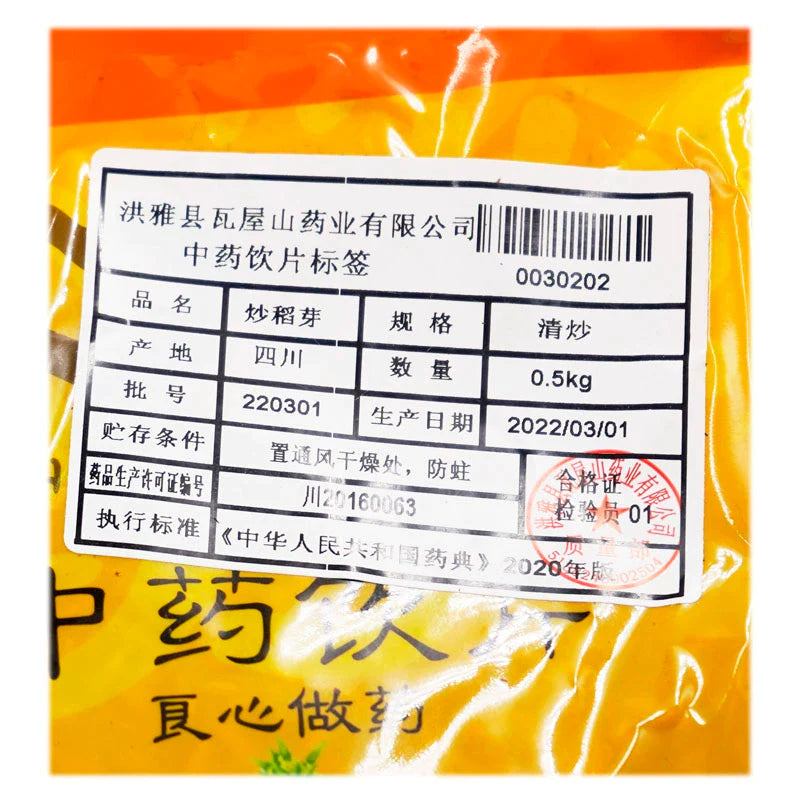 洪雅县瓦屋山药业有限公司
中药饮片标签
0030202
品名 炒稻芽 规格 清炒
产地 四川 数量 0.5kg
批号 220301 生产日期 2022/03/01
贮存条件 置通风干燥处，防蛀
药品生产许可证编号 川20160063
合格证
检验员 01
执行标准 《中华人民共和国药典》2020年版
质量部
中药饮片
良心做药